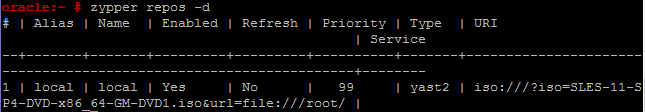 oracle:~ # zypper repos -d
# | Alias | Name  | Enabled | Refresh | Priority | Type  | URI
                                             | Service
--+-------+-------+---------+---------+----------+-------+----------------------
---------------------------------------------+--------
1 | local | local | Yes     | No      |   99     | yast2 | iso:///?iso=SLES-11-S
P4-DVD-x86_64-GM-DVD1.iso&url=file:///root/ |